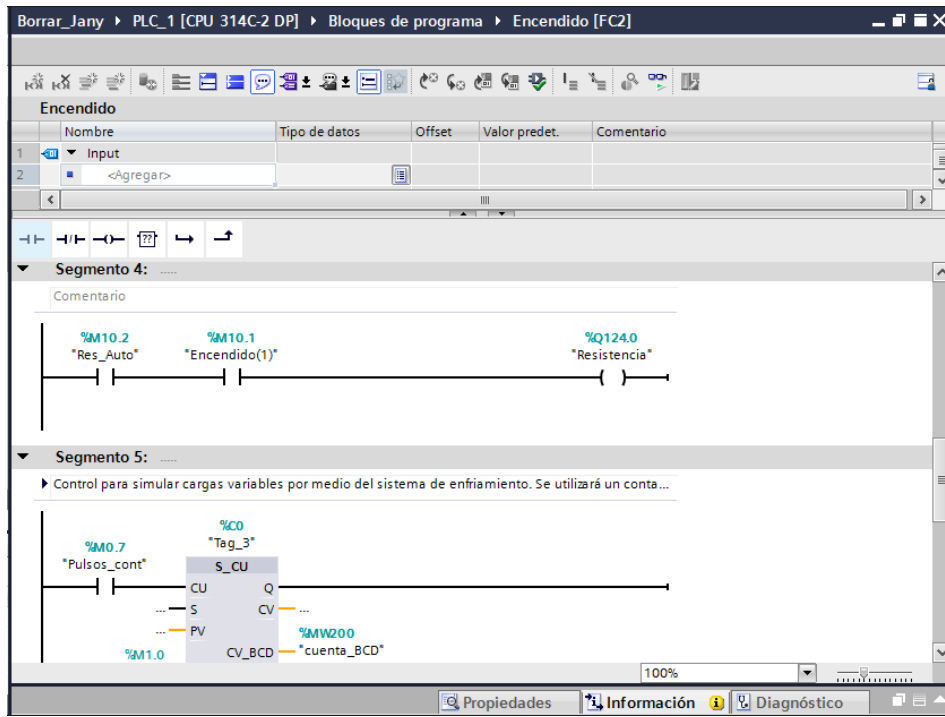 Borrar_Jany ▸ PLC_1 [CPU 314C-2 DP] ▸ Bloques de programa ▸ Encendido [FC2]
Encendido
Nombre Tipo de datos Offset Valor predet. Comentario
1 Input
2 <Agregar>
??
Segmento 4: .....
Comentario
%M10.2 %M10.1 %Q124.0
"Res_Auto" "Encendido(1)" "Resistencia"
Segmento 5: .....
Control para simular cargas variables por medio del sistema de enfriamiento. Se utilizará un conta...
%C0
"Tag_3"
%M0.7
"Pulsos_cont"
S_CU
CU Q
... S CV ...
... PV
%MW200
CV_BCD "cuenta_BCD"
%M1.0
100%
Propiedades Información Diagnóstico